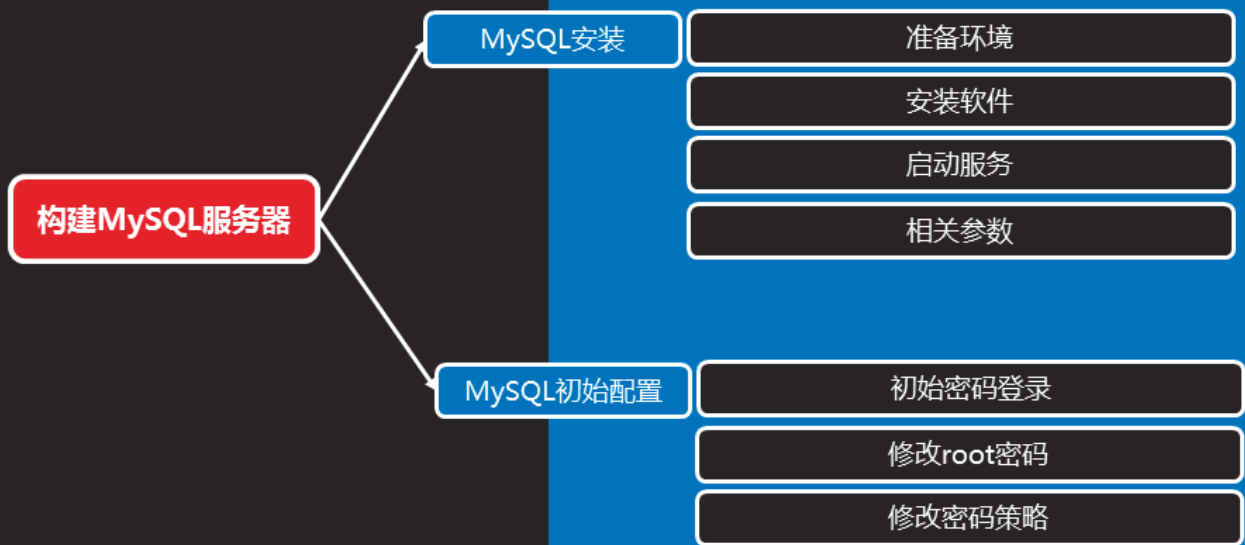 构建MySQL服务器
MySQL安装
准备环境
安装软件
启动服务
相关参数
MySQL初始配置
初始密码登录
修改root密码
修改密码策略